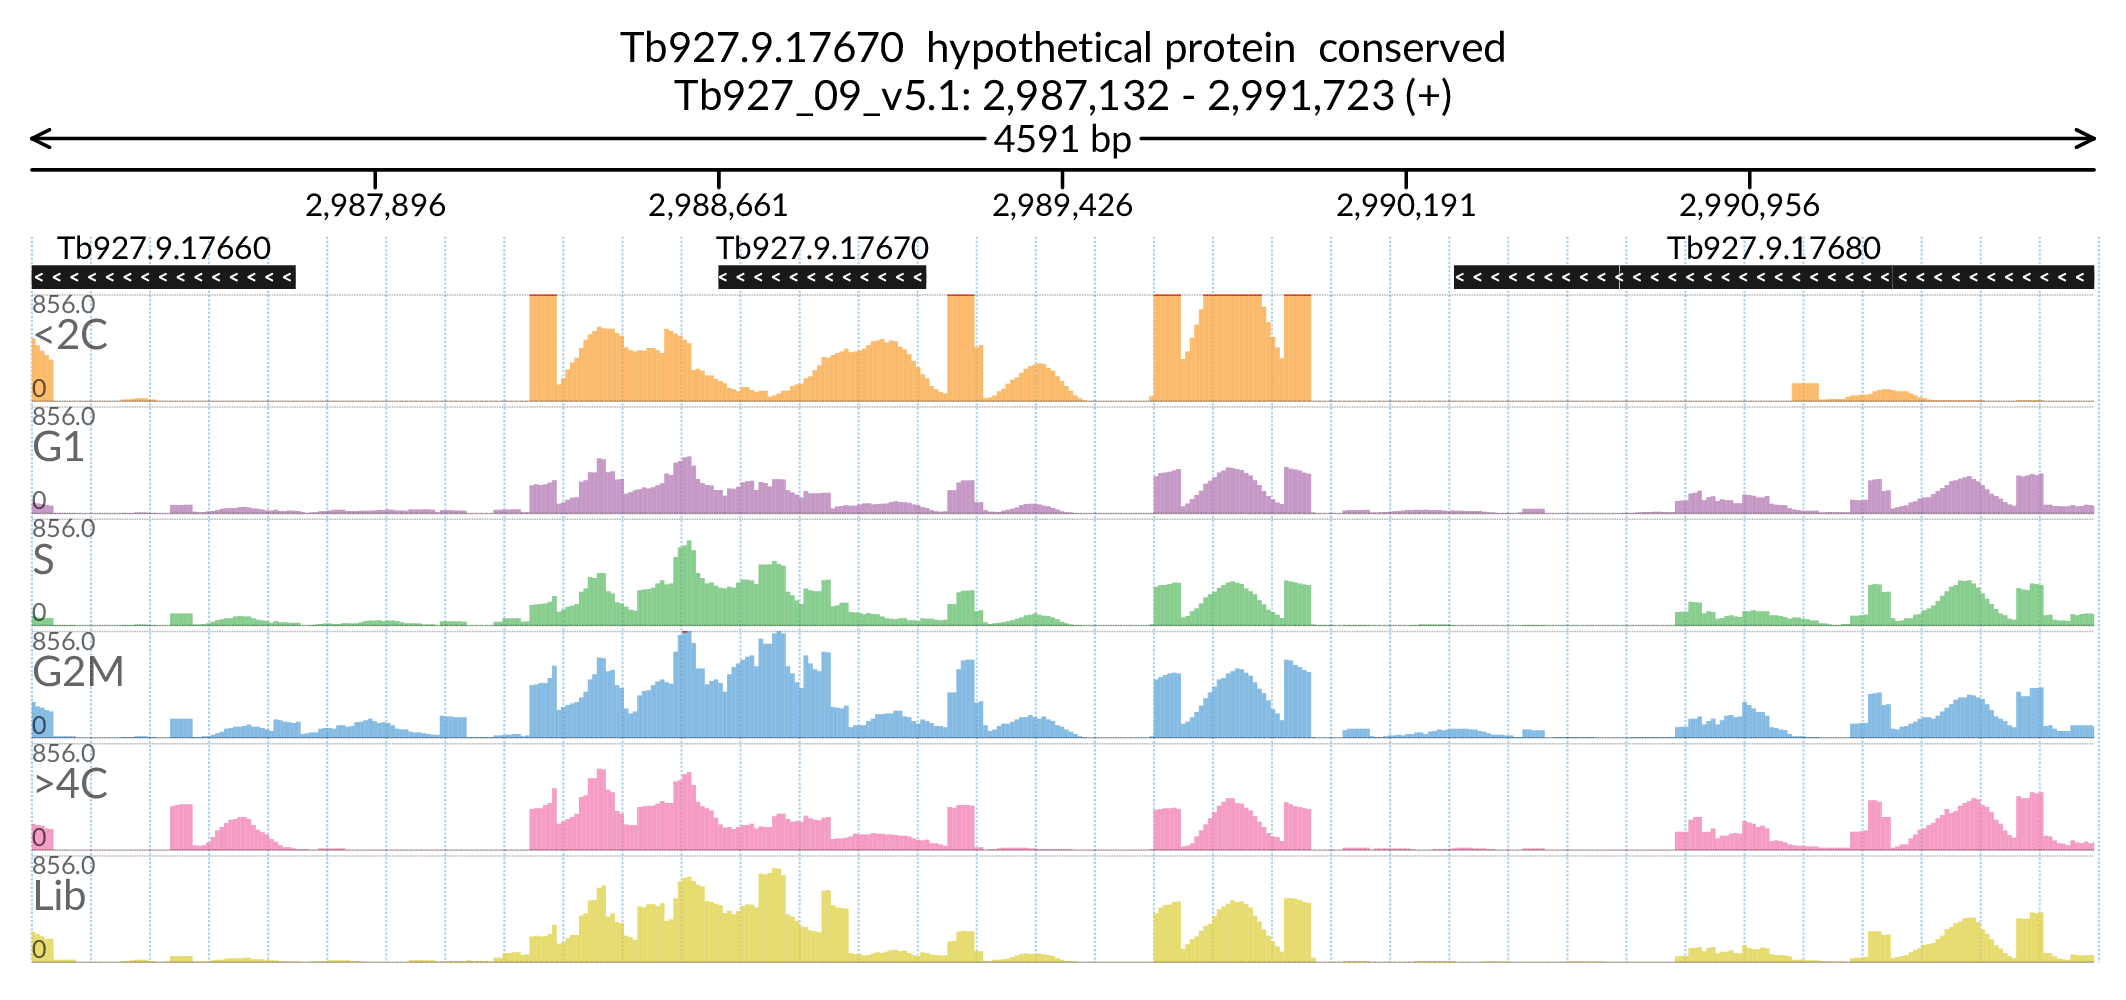 Tb927.9.17670  hypothetical protein  conserved
Tb927_09_v5.1: 2,987,132 - 2,991,723 (+)
4591 bp
2,987,896 2,988,661 2,989,426 2,990,191 2,990,956
Tb927.9.17660 Tb927.9.17670 Tb927.9.17680
856.0
<2C
0
856.0
G1
0
856.0
S
0
856.0
G2M
0
856.0
>4C
0
856.0
Lib
0